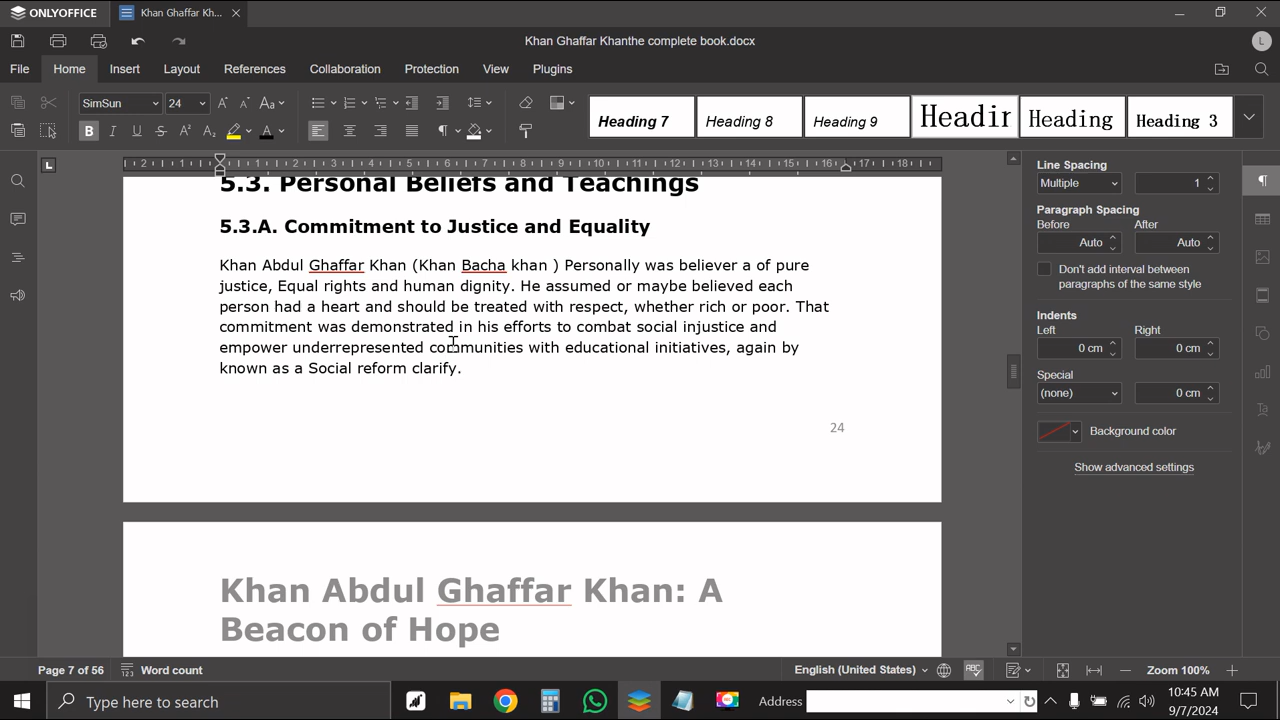 ONLYOFFICE
Khan Ghaffar Kh...
Khan Ghaffar Khanthe complete book.docx
L
File Home Insert Layout References Collaboration Protection View Plugins
SimSun 24
Heading 7 Heading 8 Heading 9 Headir Heading Heading 3
5.3. Personal Beliefs and Teachings
5.3.A. Commitment to Justice and Equality
Khan Abdul Ghaffar Khan (Khan Bacha khan ) Personally was believer a of pure
justice, Equal rights and human dignity. He assumed or maybe believed each
person had a heart and should be treated with respect, whether rich or poor. That
commitment was demonstrated in his efforts to combat social injustice and
empower underrepresented communities with educational initiatives, again by
known as a Social reform clarify.
24
Khan Abdul Ghaffar Khan: A
Beacon of Hope
Line Spacing
Multiple 1
Paragraph Spacing
Before After
Auto Auto
Don't add interval between
paragraphs of the same style
Indents
Left Right
0 cm 0 cm
Special
(none) 0 cm
Background color
Show advanced settings
Page 7 of 56 Word count English (United States) Zoom 100%
Type here to search
Address
10:45 AM
9/7/2024